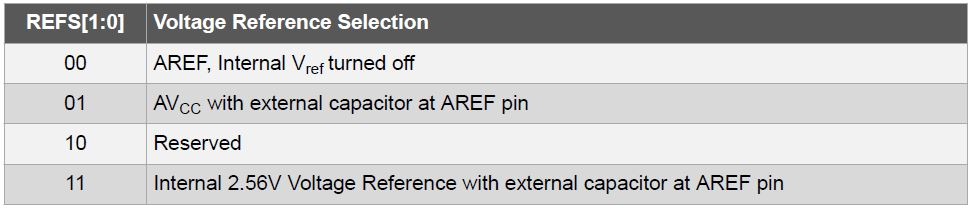 REFS[1:0] Voltage Reference Selection
00 AREF, Internal Vref turned off
01 AVCC with external capacitor at AREF pin
10 Reserved
11 Internal 2.56V Voltage Reference with external capacitor at AREF pin